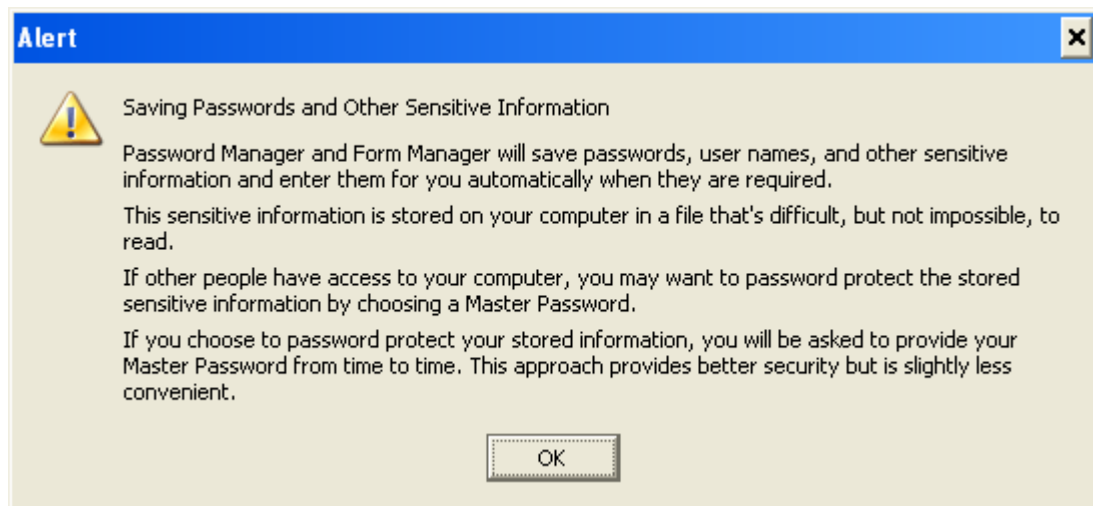 Alert
Saving Passwords and Other Sensitive Information
Password Manager and Form Manager will save passwords, user names, and other sensitive
information and enter them for you automatically when they are required.
This sensitive information is stored on your computer in a file that's difficult, but not impossible, to
read.
If other people have access to your computer, you may want to password protect the stored
sensitive information by choosing a Master Password.
If you choose to password protect your stored information, you will be asked to provide your
Master Password from time to time. This approach provides better security but is slightly less
convenient.
OK